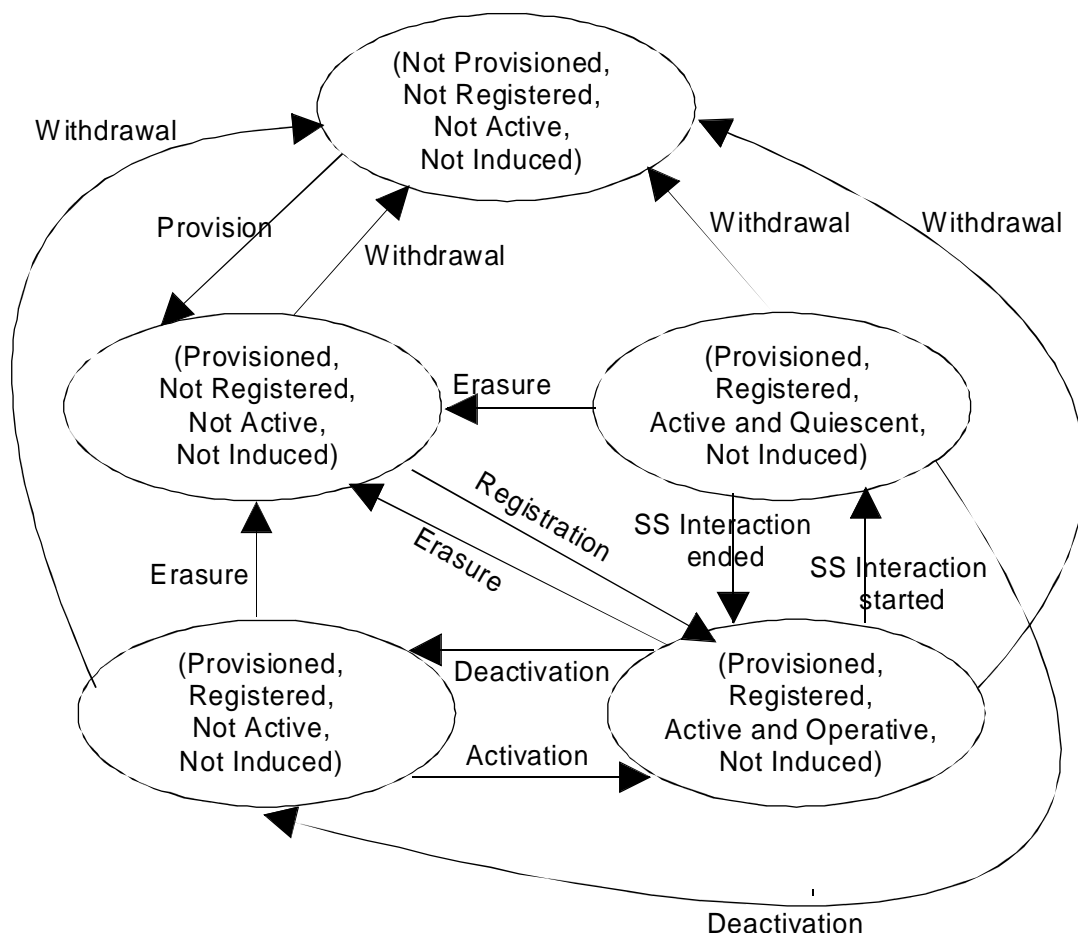 (Not Provisioned,
Not Registered,
Not Active,
Not Induced)
Withdrawal
Provision
Withdrawal
Withdrawal
Withdrawal
(Provisioned,
Not Registered,
Not Active,
Not Induced)
Erasure
(Provisioned,
Registered,
Active and Quiescent,
Not Induced)
Registration
Erasure
SS Interaction
ended
SS Interaction
started
Erasure
(Provisioned,
Registered,
Not Active,
Not Induced)
Deactivation
Activation
(Provisioned,
Registered,
Active and Operative,
Not Induced)
Deactivation